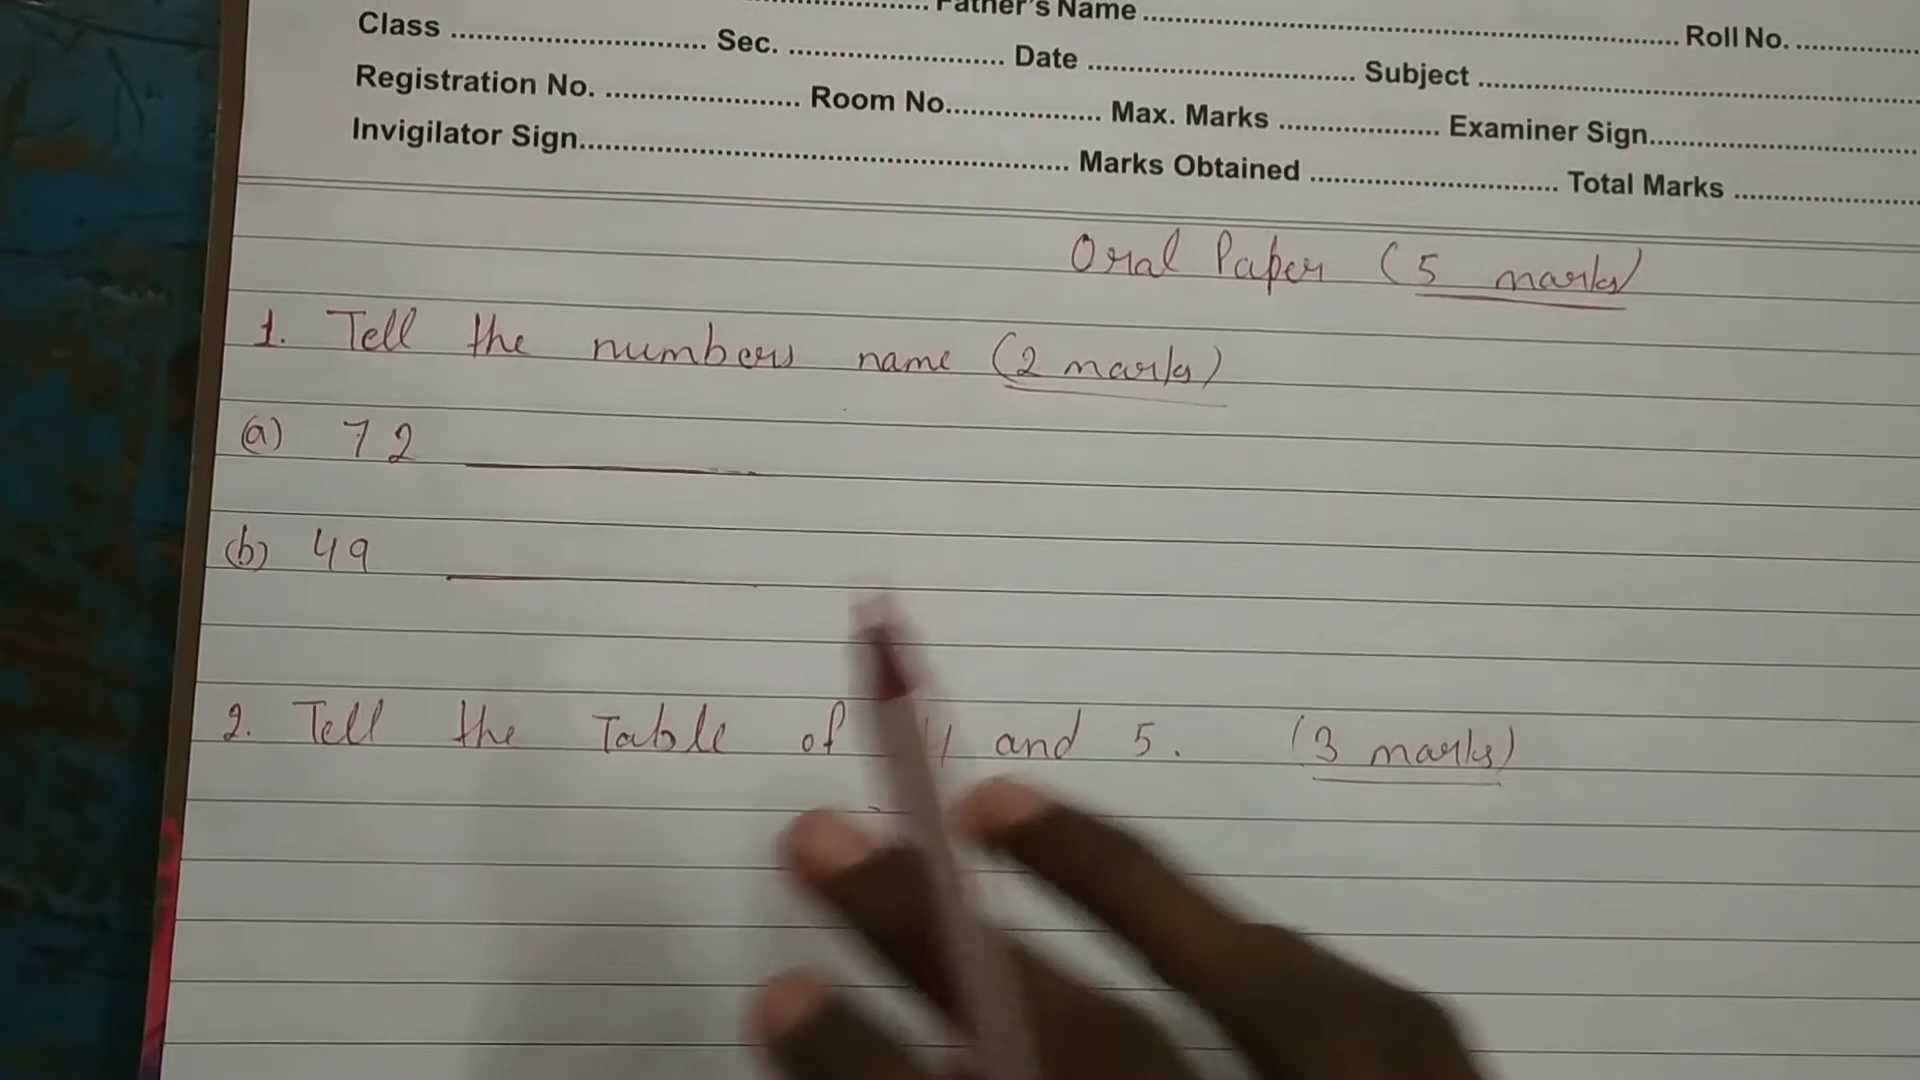 Father's Name ........ Roll No. ........
Class ........ Sec. ........ Date ........ Subject ........
Registration No. ........ Room No........ Max. Marks ........ Examiner Sign........
Invigilator Sign........ Marks Obtained ........ Total Marks ........
Oral Paper (5 marks)
1. Tell the numbers name (2 marks)
(a) 72 ________
(b) 49 ________
2. Tell the Table of and 5. (3 marks)